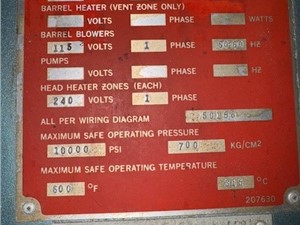 BARREL HEATER (VENT ZONE ONLY)
VOLTS PHASE WATTS
BARREL BLOWERS
115 VOLTS 1 PHASE 50/60 HZ
PUMPS
VOLTS PHASE HZ
HEAD HEATER ZONES (EACH)
240 VOLTS 1 PHASE
ALL PER WIRING DIAGRAM
MAXIMUM SAFE OPERATING PRESSURE
10000 PSI 700 KG/CM2
MAXIMUM SAFE OPERATING TEMPERATURE
600 °F °C
207630